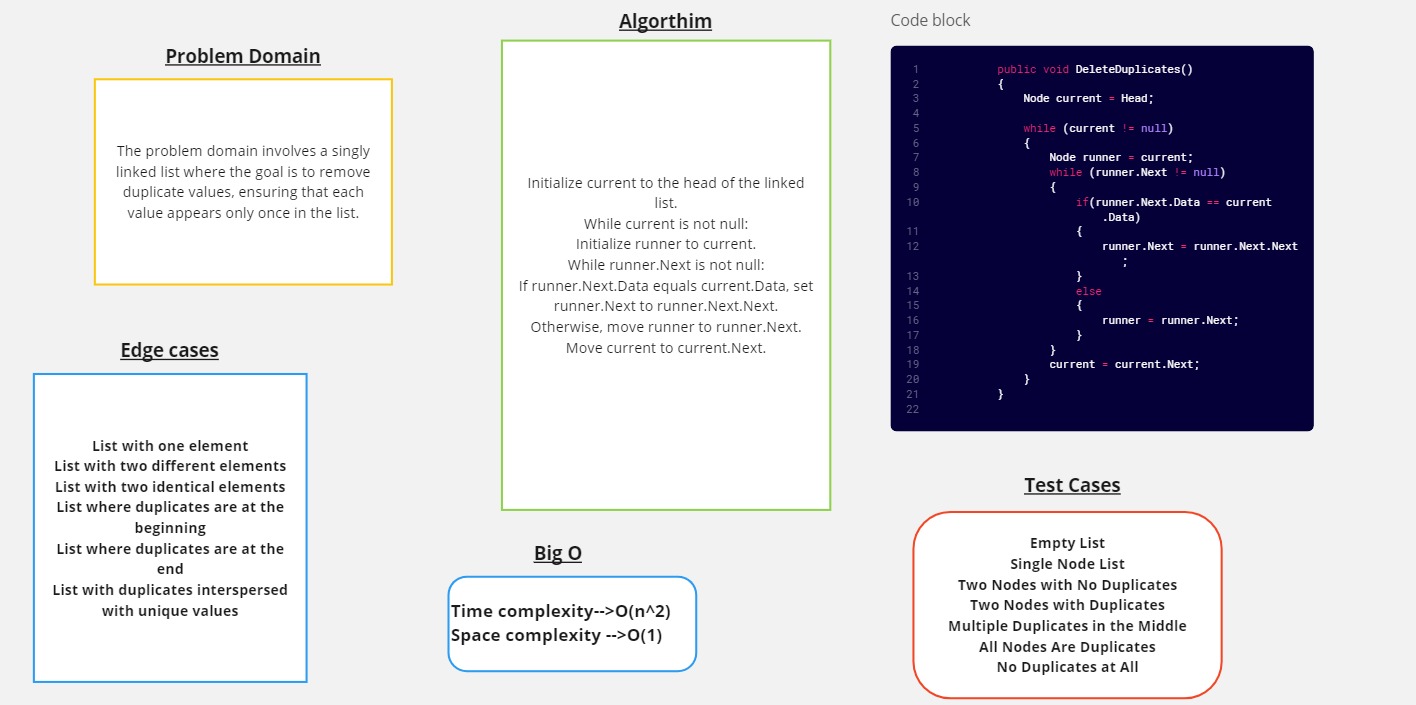 Problem Domain
The problem domain involves a singly
linked list where the goal is to remove
duplicate values, ensuring that each
value appears only once in the list.
Edge cases
List with one element
List with two different elements
List with two identical elements
List where duplicates are at the
beginning
List where duplicates are at the
end
List with duplicates interspersed
with unique values
Algorthim
Initialize current to the head of the linked
list.
While current is not null:
Initialize runner to current.
While runner.Next is not null:
If runner.Next.Data equals current.Data, set
runner.Next to runner.Next.Next.
Otherwise, move runner to runner.Next.
Move current to current.Next.
Big O
Time complexity-->O(n^2)
Space complexity -->O(1)
Code block
1 public void DeleteDuplicates()
2 {
3 Node current = Head;
4
5 while (current != null)
6 {
7 Node runner = current;
8 while (runner.Next != null)
9 {
10 if(runner.Next.Data == current
.Data)
11 {
12 runner.Next = runner.Next.Next
;
13 }
14 else
15 {
16 runner = runner.Next;
17 }
18 }
19 current = current.Next;
20 }
21 }
22
Test Cases
Empty List
Single Node List
Two Nodes with No Duplicates
Two Nodes with Duplicates
Multiple Duplicates in the Middle
All Nodes Are Duplicates
No Duplicates at All